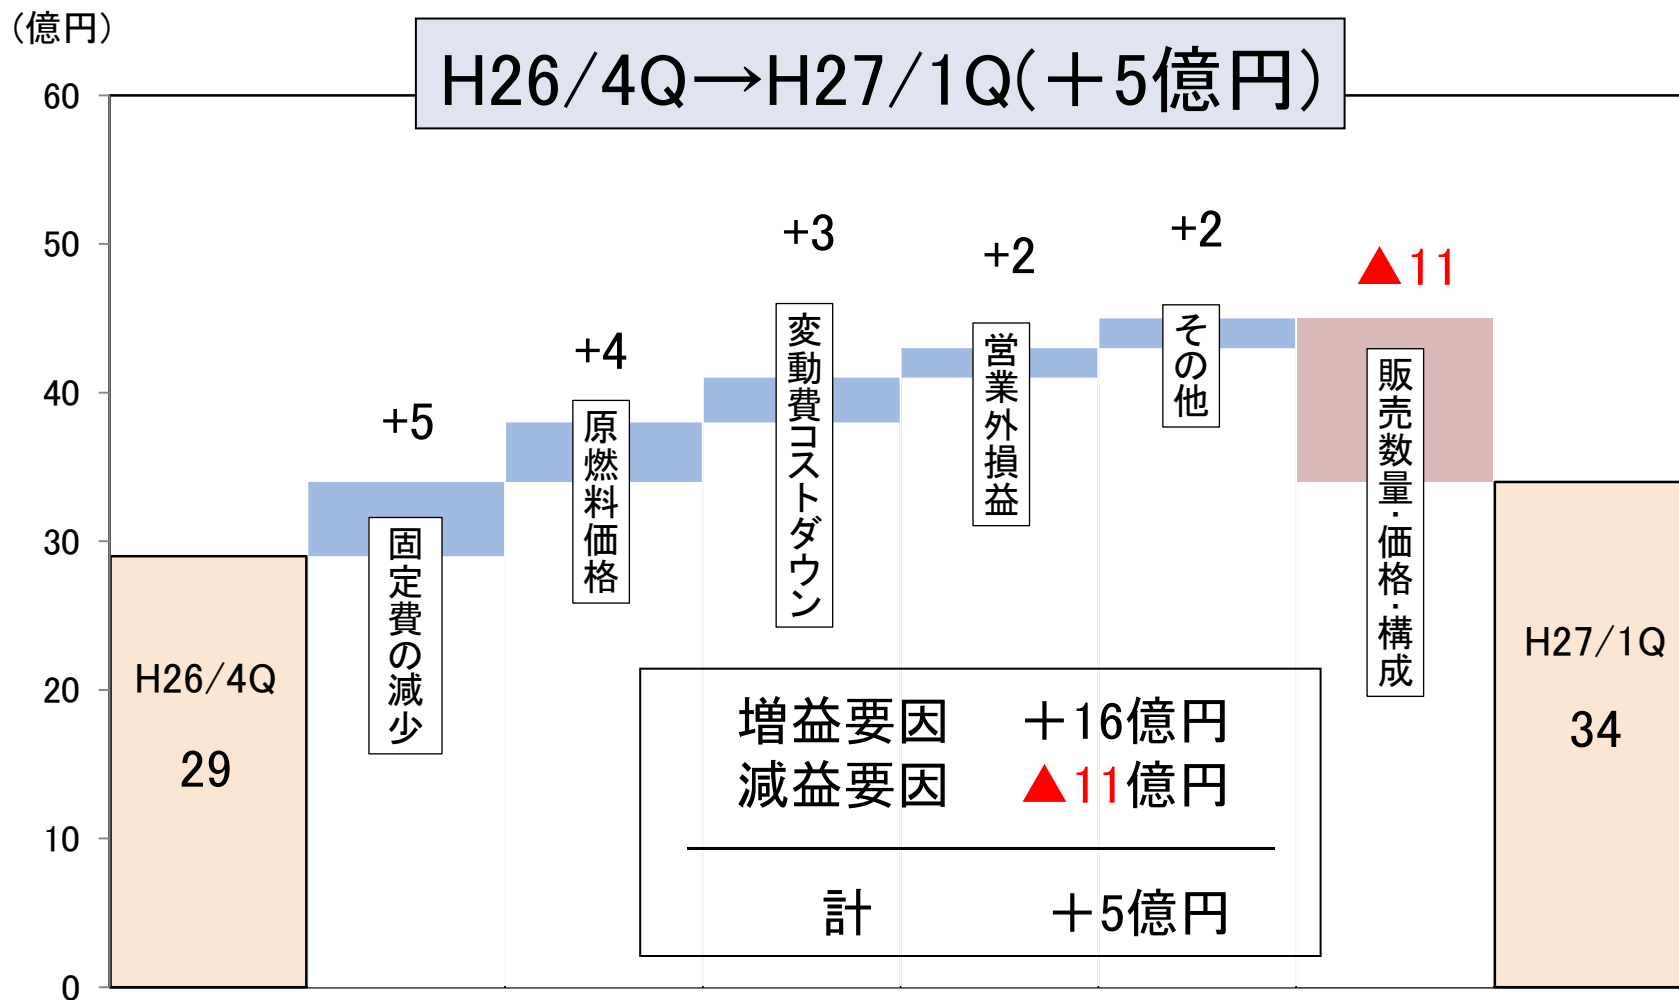 （億円）
H26/4Q→H27/1Q(＋5億円)
60
50
40
30
20
10
0
H26/4Q
29
+5
固定費の減少
+4
原燃料価格
+3
変動費コストダウン
+2
営業外損益
+2
その他
▲11
販売数量・価格・構成
H27/1Q
34
増益要因　＋16億円
減益要因　▲11億円
計　＋5億円